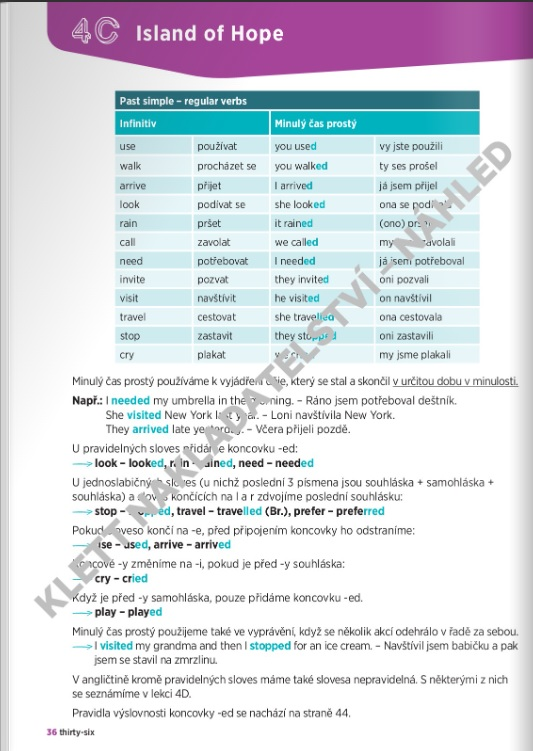 4C Island of Hope
Past simple – regular verbs
Infinitiv Minulý čas prostý
use používat you used vy jste použili
walk procházet se you walked ty ses prošel
arrive přijet I arrived já jsem přijel
look podívat se she looked ona se
rain pršet it rained (ono)
call zavolat we called my zavolali
need potřebovat I needed já jsem potřeboval
invite pozvat they invited oni pozvali
visit navštívit he visited on navštívil
travel cestovat she travelled ona cestovala
stop zastavit they stopped oni zastavili
cry plakat my jsme plakali
Minulý čas prostý používáme k vyjádření děje, který se stal a skončil v určitou dobu v minulosti.
Např.: I needed my umbrella in the morning. – Ráno jsem potřeboval deštník.
She visited New York last year. – Loni navštívila New York.
They arrived late yesterday. – Včera přijeli pozdě.
U pravidelných sloves přidáme koncovku -ed:
look – looked, rain – rained, need – needed
U jednoslabičných sloves (u nichž poslední 3 písmena jsou souhláska + samohláska +
souhláska) a sloves končících na l a r zdvojíme poslední souhlásku:
stop – stopped, travel – travelled (Br.), prefer – preferred
Pokud sloveso končí na -e, před připojením koncovky ho odstraníme:
use – used, arrive – arrived
Koncové -y změníme na -i, pokud je před -y souhláska:
cry – cried
Když je před -y samohláska, pouze přidáme koncovku -ed.
play – played
Minulý čas prostý použijeme také ve vyprávění, když se několik akcí odehrálo v řadě za sebou.
I visited my grandma and then I stopped for an ice cream. – Navštívil jsem babičku a pak
jsem se stavil na zmrzlinu.
V angličtině kromě pravidelných sloves máme také slovesa nepravidelná. S některými z nich
se seznámíme v lekci 4D.
Pravidla výslovnosti koncovky -ed se nachází na straně 44.
36 thirty-six
KLETT NAKLADATELSTVÍ – NÁHLED